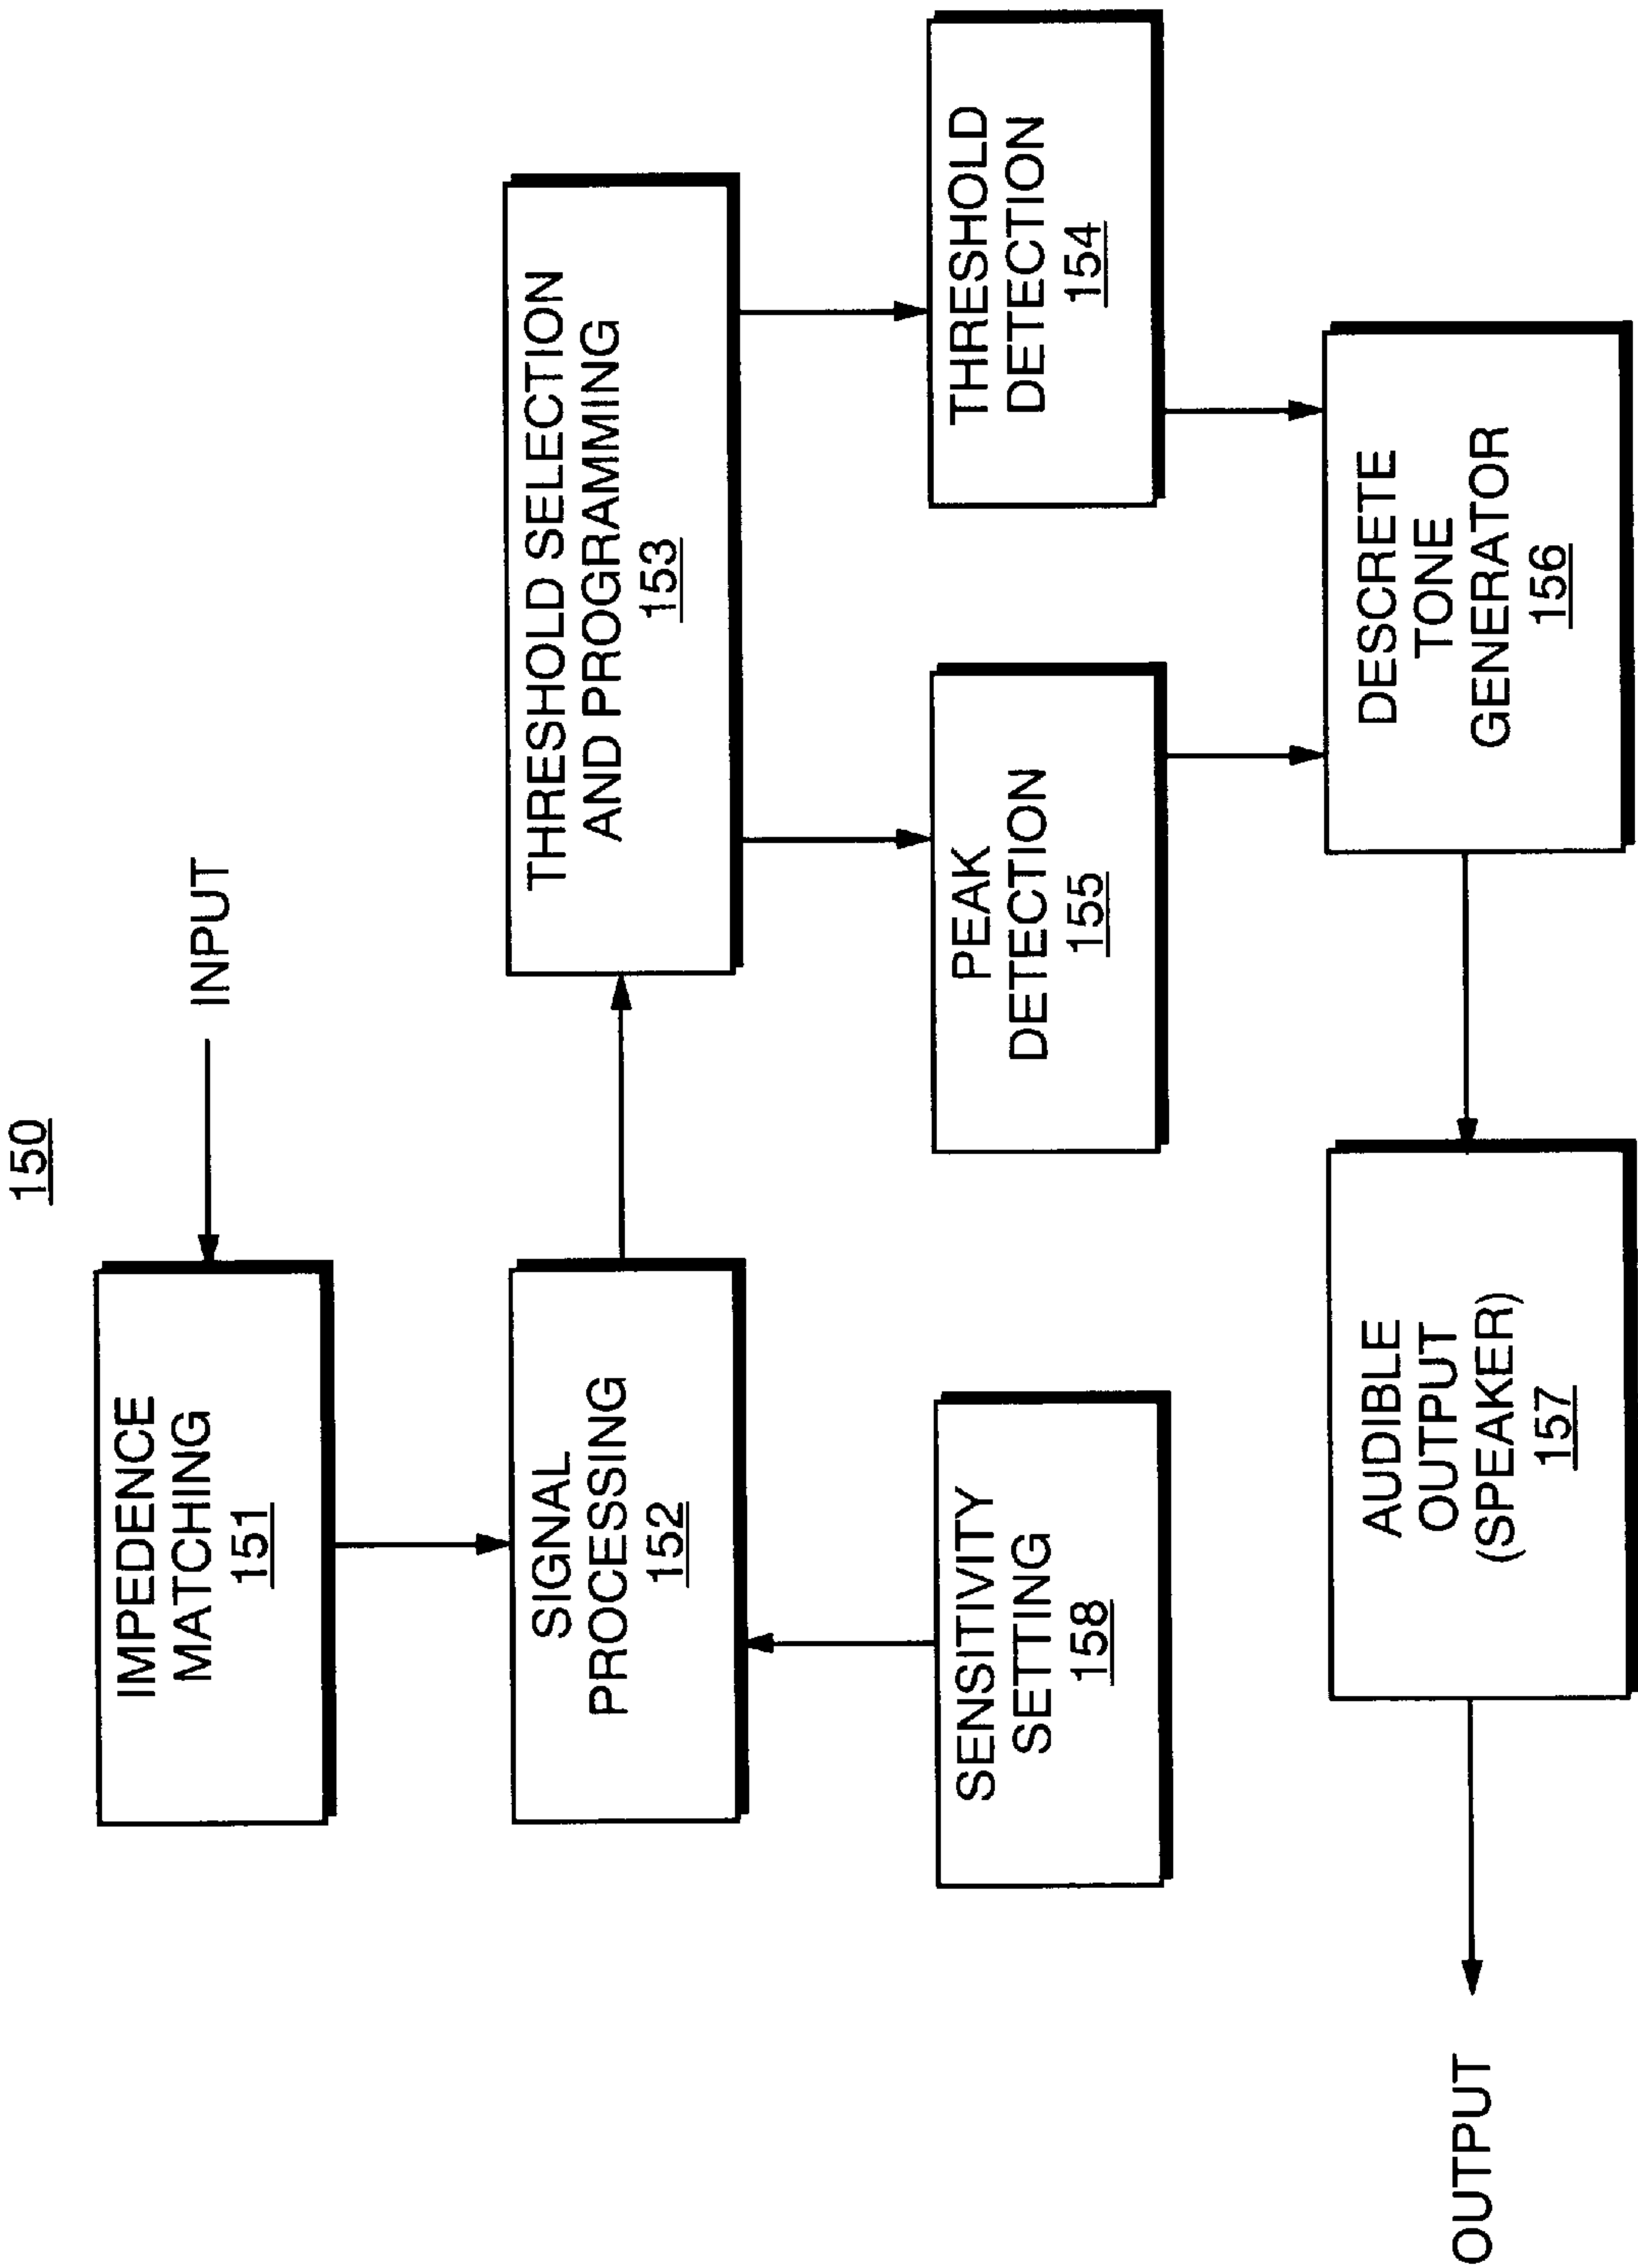 150
INPUT
IMPEDENCE
MATCHING
151
SIGNAL
PROCESSING
152
THRESHOLD SELECTION
AND PROGRAMMING
153
SENSITIVITY
SETTING
158
PEAK
DETECTION
155
THRESHOLD
DETECTION
154
OUTPUT
AUDIBLE
OUTPUT
(SPEAKER)
157
DESCRETE
TONE
GENERATOR
156